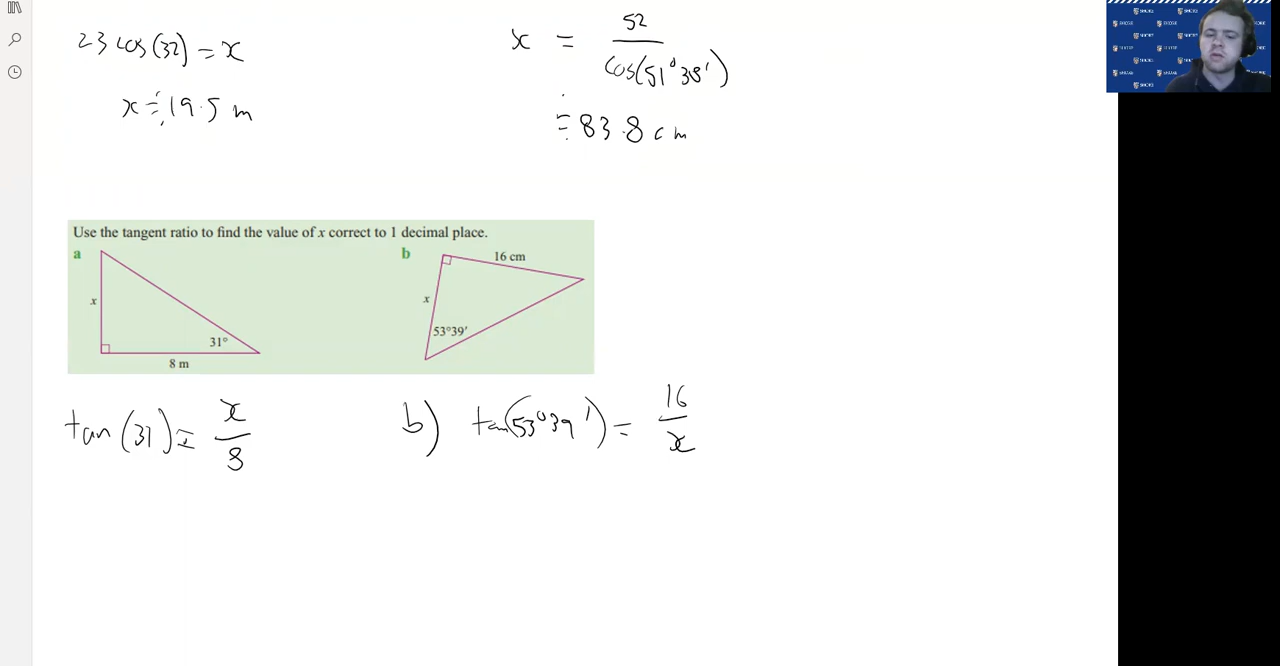 23 cos(32) = x
x ≑ 19.5 m
x = 52 / cos(51°38')
≑ 83.8 cm
Use the tangent ratio to find the value of x correct to 1 decimal place.
a
x
31°
8 m
b
16 cm
x
53°39'
tan(31) = x / 8
b) tan(53°39') = 16 / x